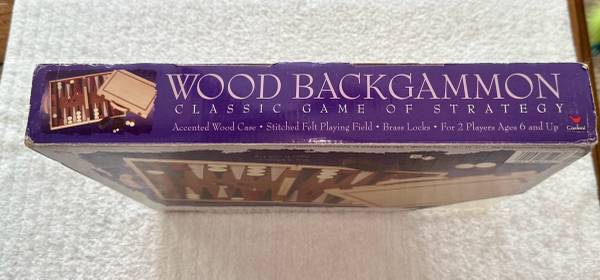 WOOD BACKGAMMON
CLASSIC GAME OF STRATEGY
Accented Wood Case • Stitched Felt Playing Field • Brass Locks • For 2 Players Ages 6 and Up
Cardinal